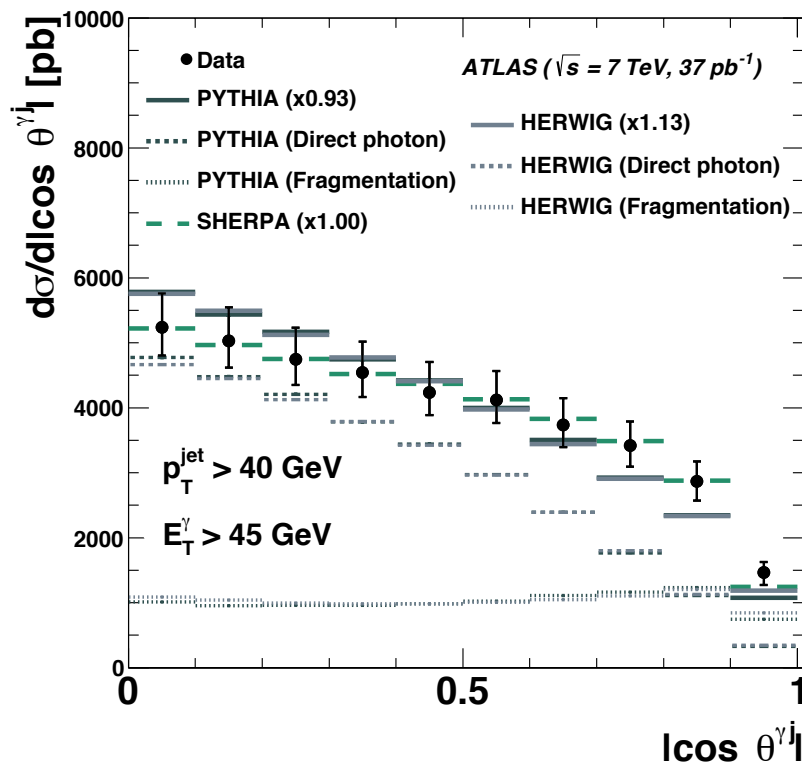 dσ/d|cos θ^γj| [pb]
10000
8000
6000
4000
2000
0
Data
PYTHIA (x0.93)
PYTHIA (Direct photon)
PYTHIA (Fragmentation)
SHERPA (x1.00)
ATLAS ( √s = 7 TeV, 37 pb⁻¹)
HERWIG (x1.13)
HERWIG (Direct photon)
HERWIG (Fragmentation)
p_T^jet > 40 GeV
E_T^γ > 45 GeV
0 0.5 1
|cos θ^γj|